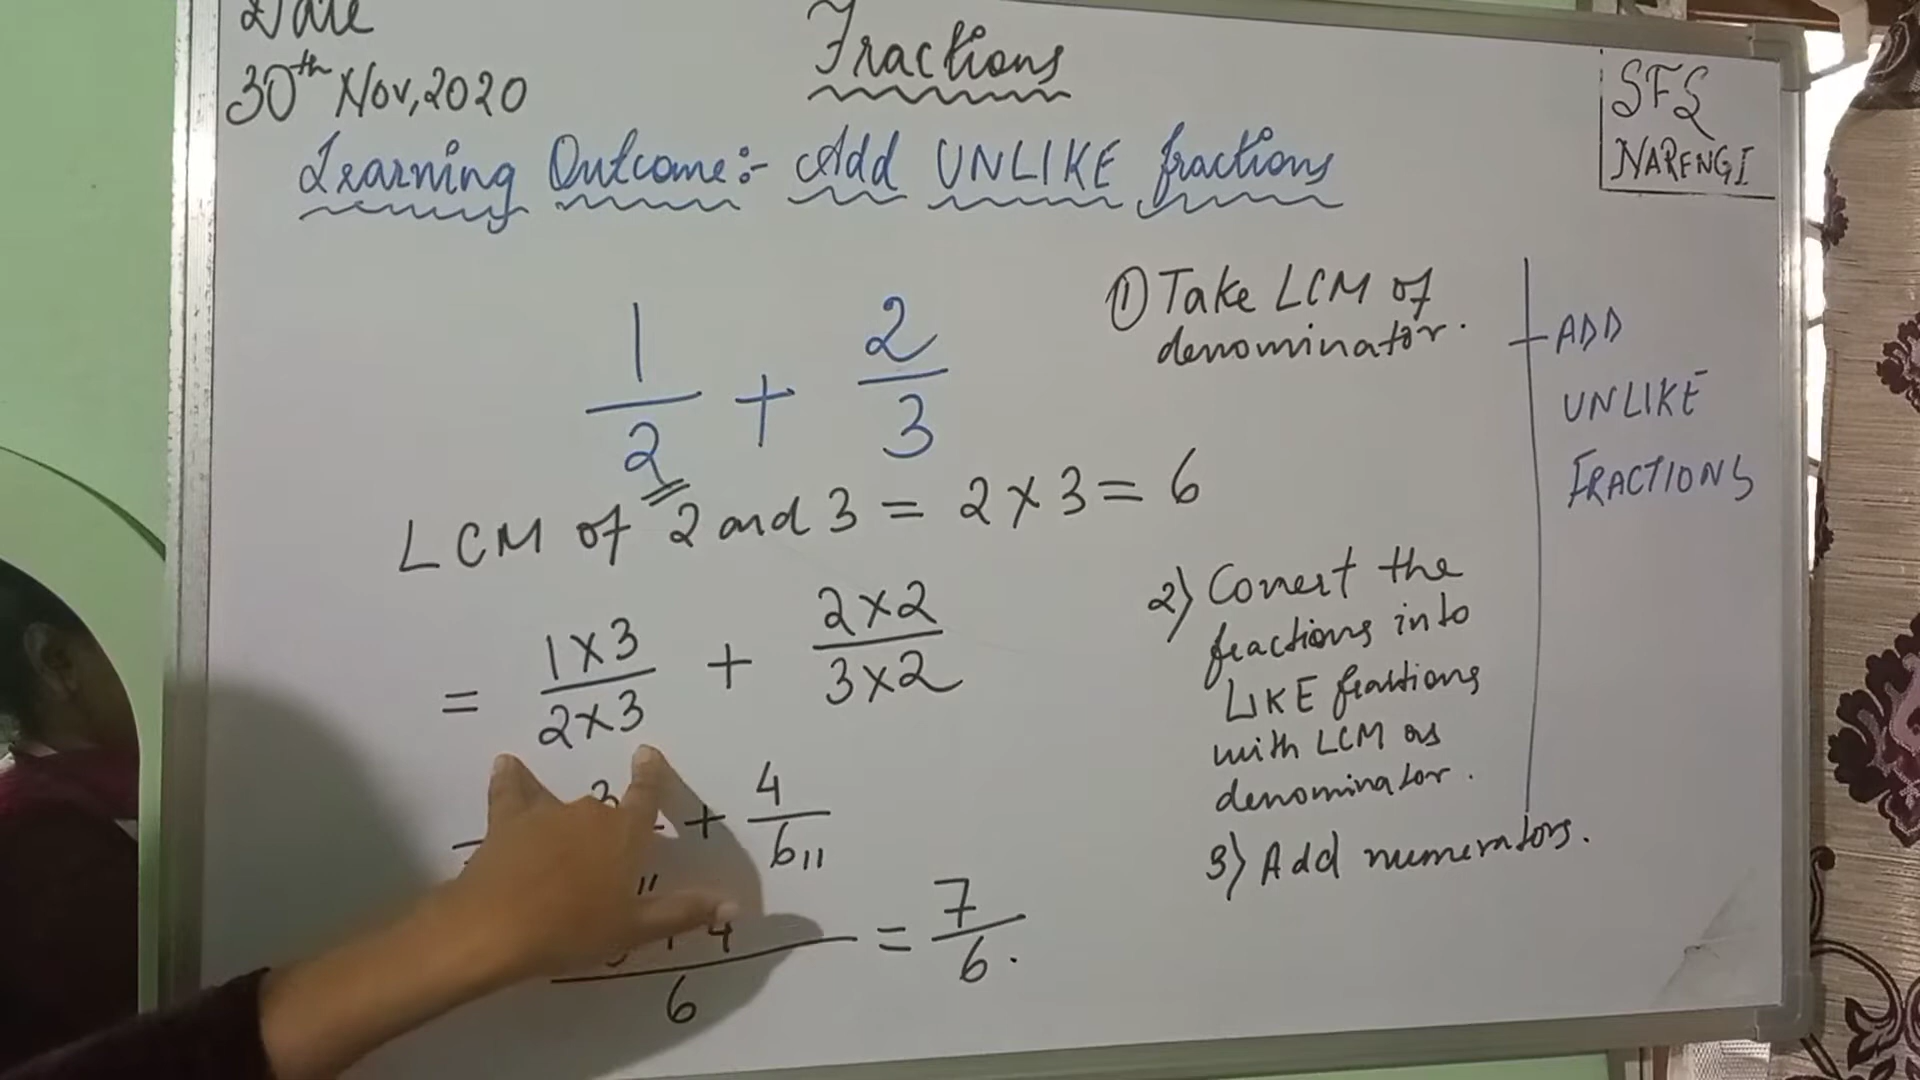 Date
30th Nov, 2020
Fractions
SFS
NARENGI
Learning Outcome:- Add UNLIKE fractions
1/2 + 2/3
① Take LCM of
denominator.
ADD
UNLIKE
FRACTIONS
LCM of 2 and 3 = 2 × 3 = 6
= 1×3/2×3 + 2×2/3×2
2) Convert the
fractions into
LIKE fractions
with LCM as
denominator.
3 + 4/6
3) Add numerators.
+ 4/6 = 7/6.